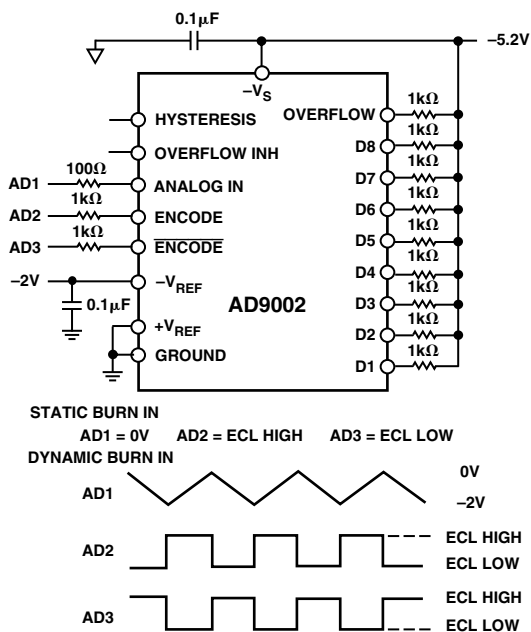 0.1μF
–5.2V
–VS
HYSTERESIS
OVERFLOW
1kΩ
OVERFLOW INH
D8
1kΩ
AD1
100Ω
ANALOG IN
D7
1kΩ
AD2
1kΩ
ENCODE
D6
1kΩ
AD3
1kΩ
ENCODE
D5
1kΩ
–2V
–VREF
D4
1kΩ
0.1μF
AD9002
D3
1kΩ
+VREF
D2
1kΩ
GROUND
D1
1kΩ
STATIC BURN IN
AD1 = 0V AD2 = ECL HIGH AD3 = ECL LOW
DYNAMIC BURN IN
AD1
0V
–2V
AD2
ECL HIGH
ECL LOW
AD3
ECL HIGH
ECL LOW